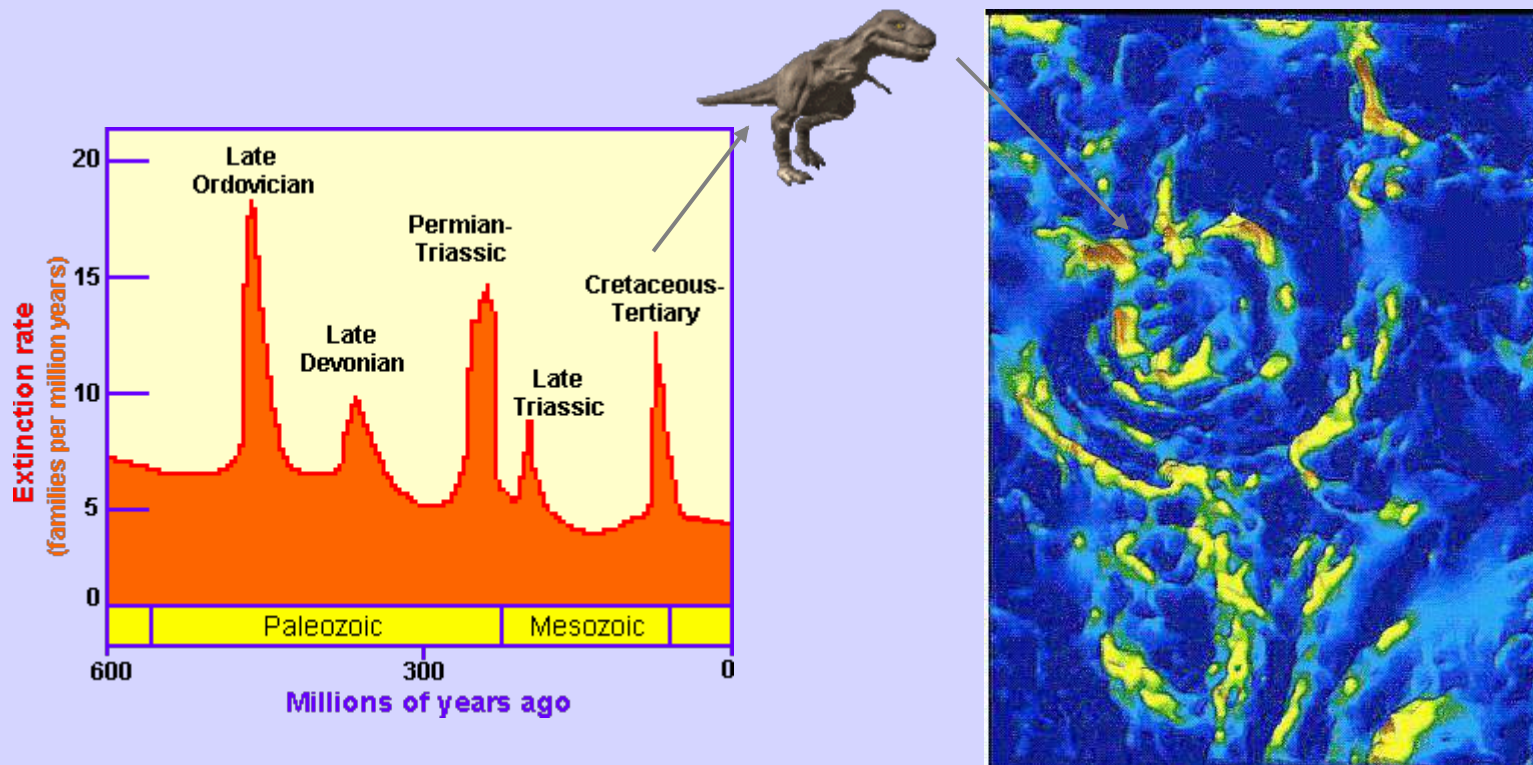 20
15
10
5
0
Extinction rate
(families per million years)
Late
Ordovician
Late
Devonian
Permian-
Triassic
Late
Triassic
Cretaceous-
Tertiary
Paleozoic
Mesozoic
600
300
0
Millions of years ago